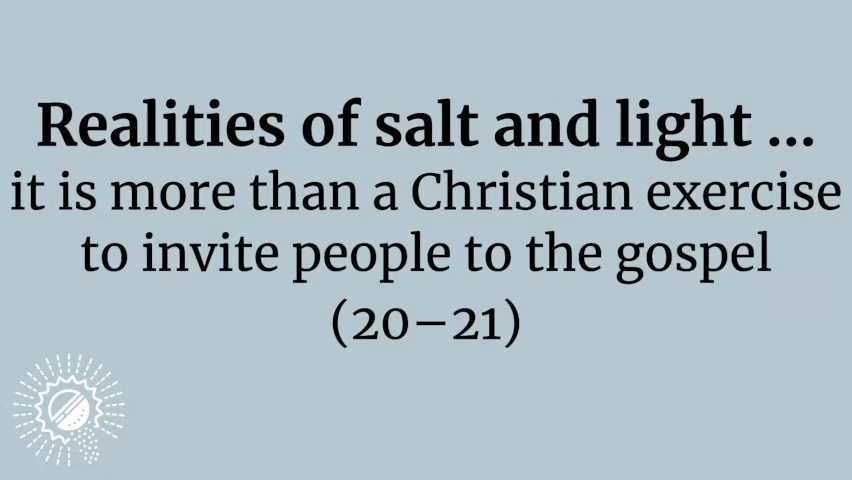 Realities of salt and light ...
it is more than a Christian exercise
to invite people to the gospel
(20–21)